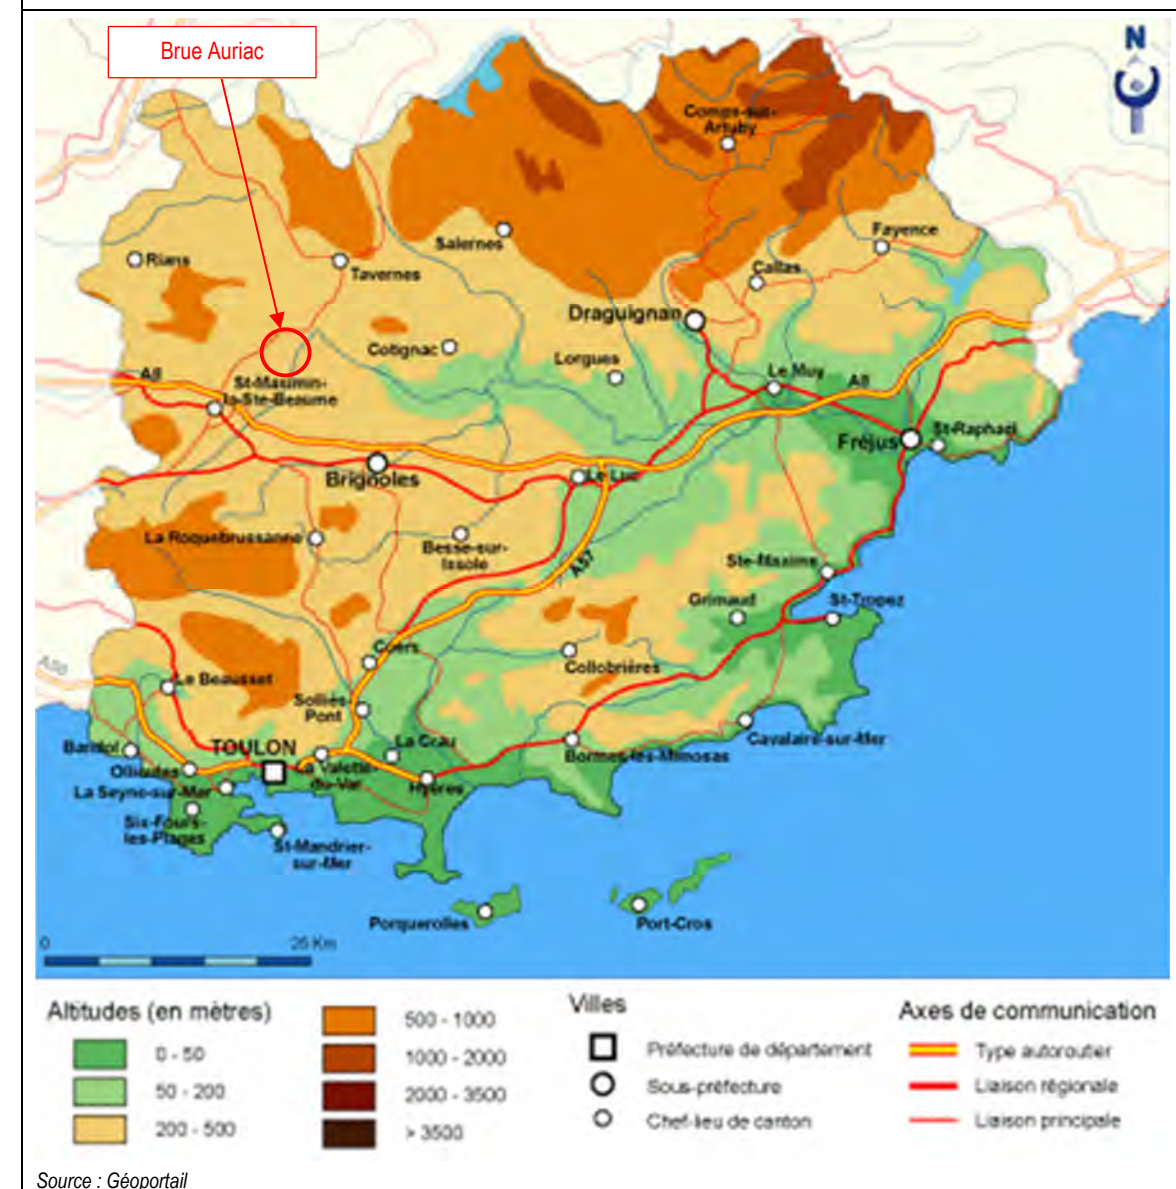 Brue Auriac
N
Comps-sur-
Artuby
Fayence
Salernes
Rians
Tavernes
Callas
Draguignan
Cotignac
Lorgues
Le Muy
A8
A8
St-Maximin-
la-Ste-Beaume
St-Raphael
Fréjus
Brignoles
Le Luc
La Roquebrussanne
Besse-sur-
Issole
A57
Ste-Maxime
Grimaud
St-Tropez
Cuers
Collobrières
A50
Le Beausset
Solliès-
Pont
Bandol
TOULON
La Crau
Cavalaire-sur-Mer
Bormes-les-Mimosas
Ollioules
La Valette-
du-Var
Hyères
La Seyne-sur-Mer
Six-Fours-
les-Plages
St-Mandrier-
sur-Mer
Porquerolles
Port-Cros
0
25 Km
Altitudes (en mètres)
0 - 50
50 - 200
200 - 500
500 - 1000
1000 - 2000
2000 - 3500
> 3500
Villes
Préfecture de département
Sous-préfecture
Chef-lieu de canton
Axes de communication
Type autoroutier
Liaison régionale
Liaison principale
Source : Géoportail